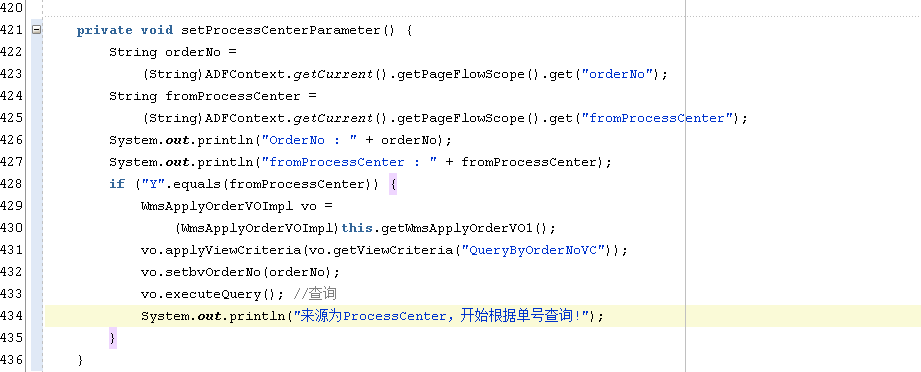 420
421 private void setProcessCenterParameter() {
422 String orderNo =
423 (String)ADFContext.getCurrent().getPageFlowScope().get("orderNo");
424 String fromProcessCenter =
425 (String)ADFContext.getCurrent().getPageFlowScope().get("fromProcessCenter");
426 System.out.println("OrderNo : " + orderNo);
427 System.out.println("fromProcessCenter : " + fromProcessCenter);
428 if ("Y".equals(fromProcessCenter)) {
429 WmsApplyOrderVOImpl vo =
430 (WmsApplyOrderVOImpl)this.getWmsApplyOrderVO1();
431 vo.applyViewCriteria(vo.getViewCriteria("QueryByOrderNoVC"));
432 vo.setbvOrderNo(orderNo);
433 vo.executeQuery(); //查询
434 System.out.println("来源为ProcessCenter，开始根据单号查询!");
435 }
436 }